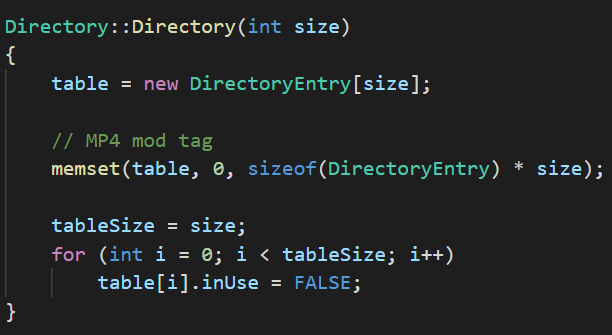 Directory::Directory(int size)
{
    table = new DirectoryEntry[size];
    // MP4 mod tag
    memset(table, 0, sizeof(DirectoryEntry) * size);
    tableSize = size;
    for (int i = 0; i < tableSize; i++)
        table[i].inUse = FALSE;
}